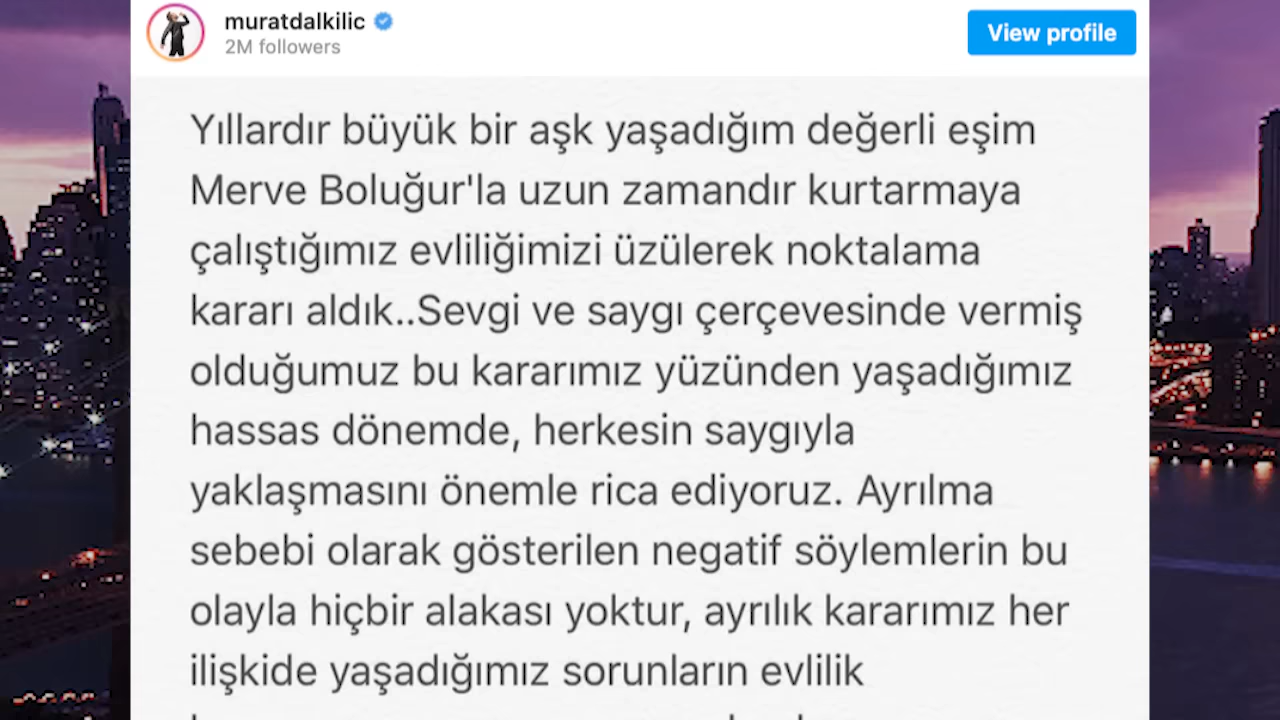 muratdalkilic
2M followers
View profile
Yıllardır büyük bir aşk yaşadığım değerli eşim
Merve Boluğur'la uzun zamandır kurtarmaya
çalıştığımız evliliğimizi üzülerek noktalama
kararı aldık..Sevgi ve saygı çerçevesinde vermiş
olduğumuz bu kararımız yüzünden yaşadığımız
hassas dönemde, herkesin saygıyla
yaklaşmasını önemle rica ediyoruz. Ayrılma
sebebi olarak gösterilen negatif söylemlerin bu
olayla hiçbir alakası yoktur, ayrılık kararımız her
ilişkide yaşadığımız sorunların evlilik